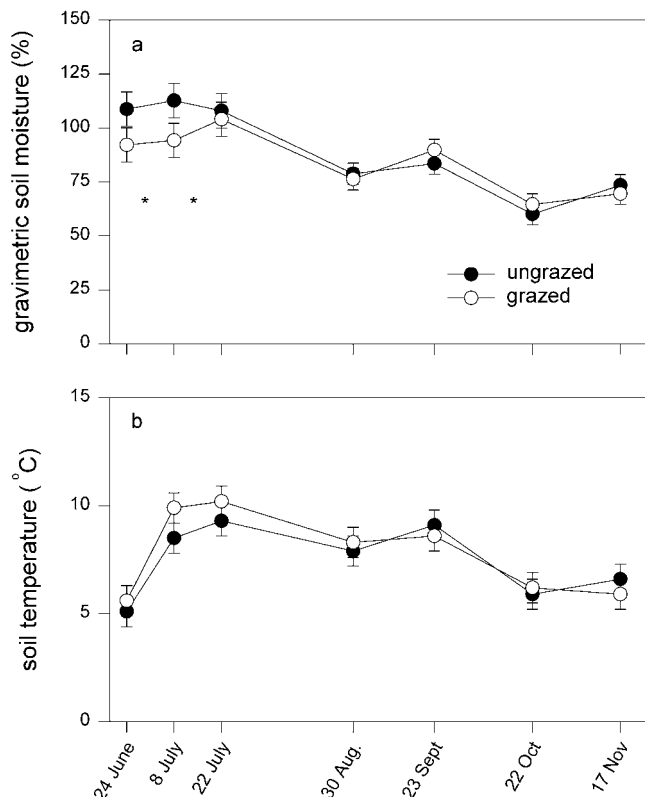 150
a
125
100
75
* *
50
25
0
gravimetric soil moisture (%)
ungrazed
grazed
15
b
10
5
0
soil temperature ( °C)
24 June
8 July
22 July
30 Aug.
23 Sept
22 Oct
17 Nov